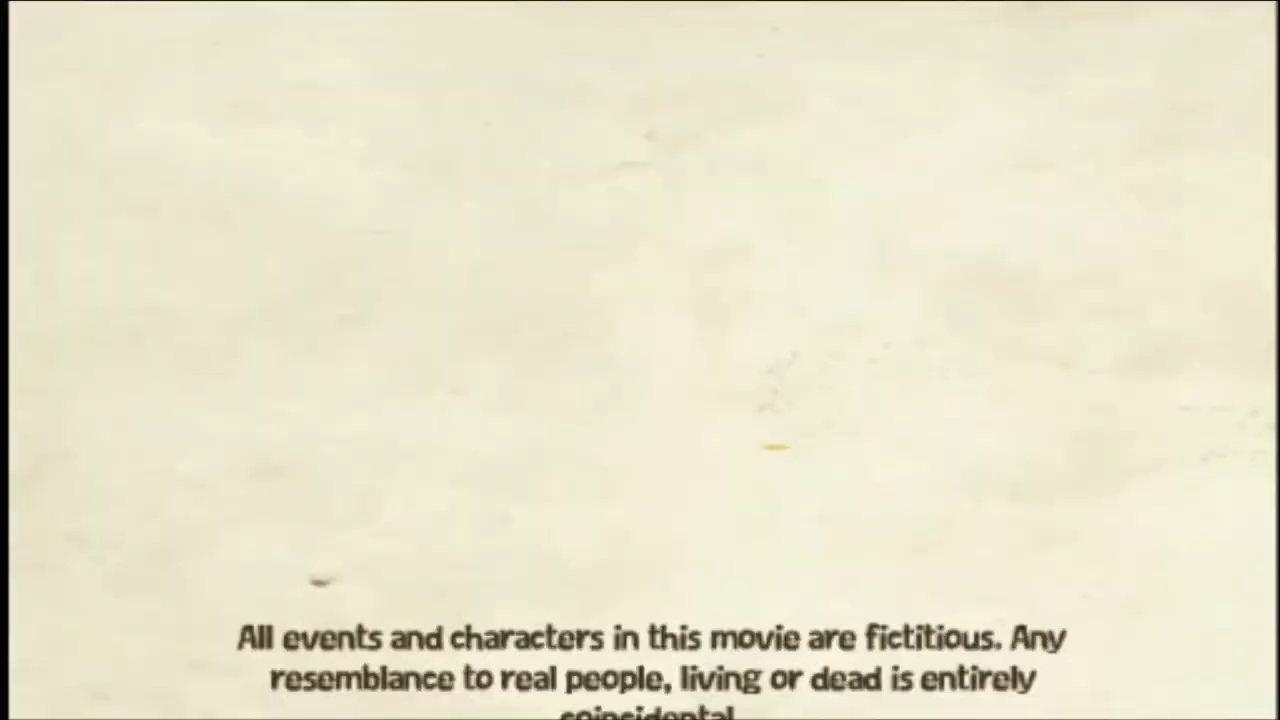 All events and characters in this movie are fictitious. Any
resemblance to real people, living or dead is entirely
coincidental